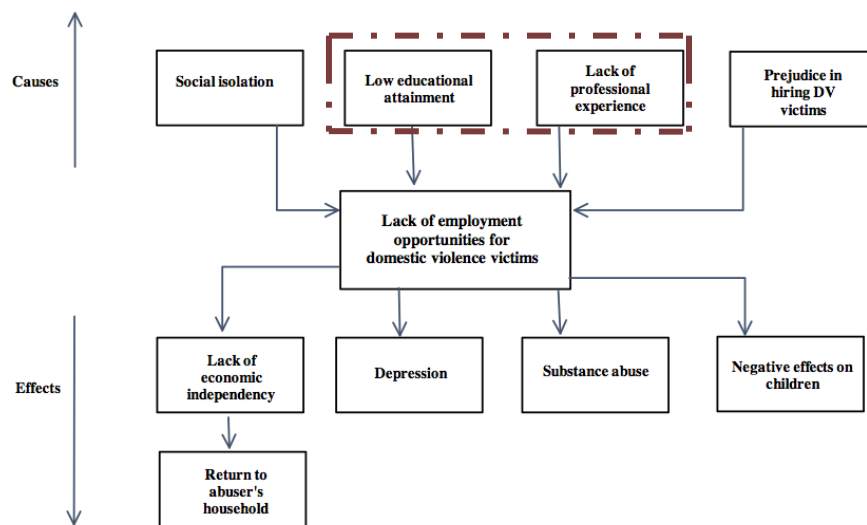 Causes
Social isolation
Low educational
attainment
Lack of
professional
experience
Prejudice in
hiring DV
victims
Lack of employment
opportunities for
domestic violence victims
Effects
Lack of
economic
independency
Depression
Substance abuse
Negative effects on
children
Return to
abuser's
household